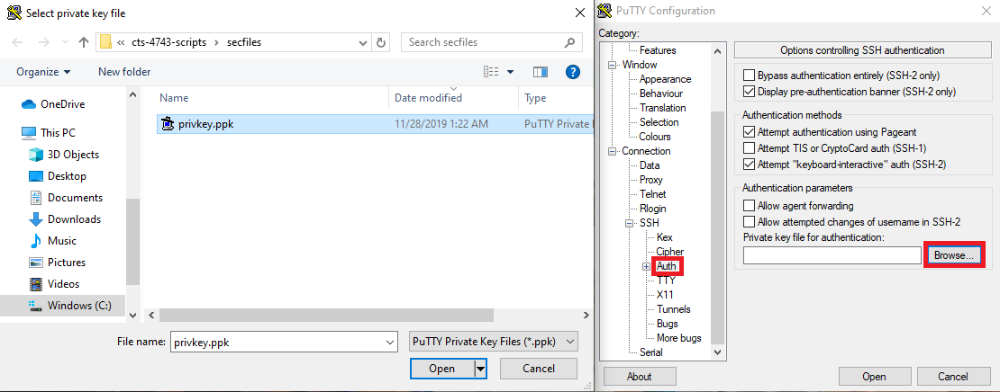 Select private key file
« cts-4743-scripts › secfiles
Search secfiles
Organize
New folder
?
Name
Date modified
Type
privkey.ppk
11/28/2019 1:22 AM
PuTTY Private
OneDrive
This PC
3D Objects
Desktop
Documents
Downloads
Music
Pictures
Videos
Windows (C:)
File name:
privkey.ppk
PuTTY Private Key Files (*.ppk)
Open
Cancel
PuTTY Configuration
Category:
Features
Window
Appearance
Behaviour
Translation
Selection
Colours
Connection
Data
Proxy
Telnet
Rlogin
SSH
Kex
Cipher
Auth
TTY
X11
Tunnels
Bugs
More bugs
Serial
Options controlling SSH authentication
Bypass authentication entirely (SSH-2 only)
Display pre-authentication banner (SSH-2 only)
Authentication methods
Attempt authentication using Pageant
Attempt TIS or CryptoCard auth (SSH-1)
Attempt "keyboard-interactive" auth (SSH-2)
Authentication parameters
Allow agent forwarding
Allow attempted changes of username in SSH-2
Private key file for authentication:
Browse...
About
Open
Cancel